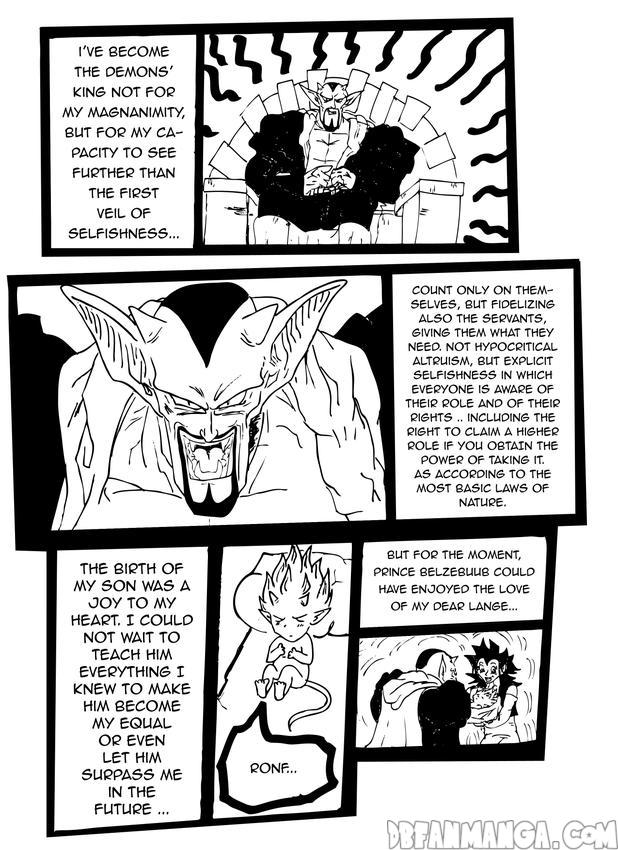 I'VE BECOME
THE DEMONS'
KING NOT FOR
MY MAGNANIMITY,
BUT FOR MY CA-
PACITY TO SEE
FURTHER THAN
THE FIRST
VEIL OF
SELFISHNESS...
COUNT ONLY ON THEM-
SELVES, BUT FIDELIZING
ALSO THE SERVANTS,
GIVING THEM WHAT THEY
NEED. NOT HYPOCRITICAL
ALTRUISM, BUT EXPLICIT
SELFISHNESS IN WHICH
EVERYONE IS AWARE OF
THEIR ROLE AND OF THEIR
RIGHTS .. INCLUDING THE
RIGHT TO CLAIM A HIGHER
ROLE IF YOU OBTAIN THE
POWER OF TAKING IT.
AS ACCORDING TO THE
MOST BASIC LAWS OF
NATURE.
THE BIRTH OF
MY SON WAS A
JOY TO MY
HEART. I COULD
NOT WAIT TO
TEACH HIM
EVERYTHING I
KNEW TO MAKE
HIM BECOME
MY EQUAL
OR EVEN
LET HIM
SURPASS ME
IN THE
FUTURE ...
RONF...
BUT FOR THE MOMENT,
PRINCE BELZEBUUB COULD
HAVE ENJOYED THE LOVE
OF MY DEAR LANGE...
DBFANMANGA.COM